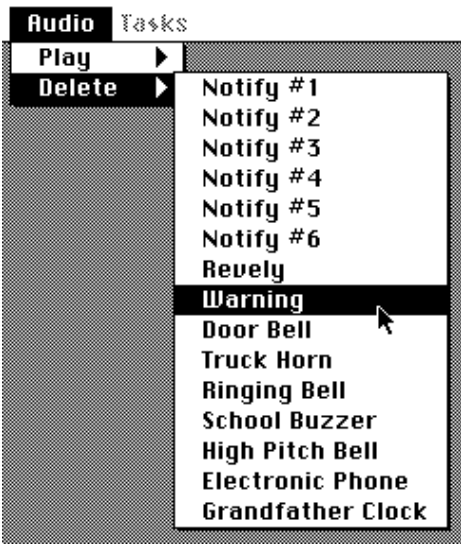 Audio Tasks
Play
Delete
Notify #1
Notify #2
Notify #3
Notify #4
Notify #5
Notify #6
Revely
Warning
Door Bell
Truck Horn
Ringing Bell
School Buzzer
High Pitch Bell
Electronic Phone
Grandfather Clock